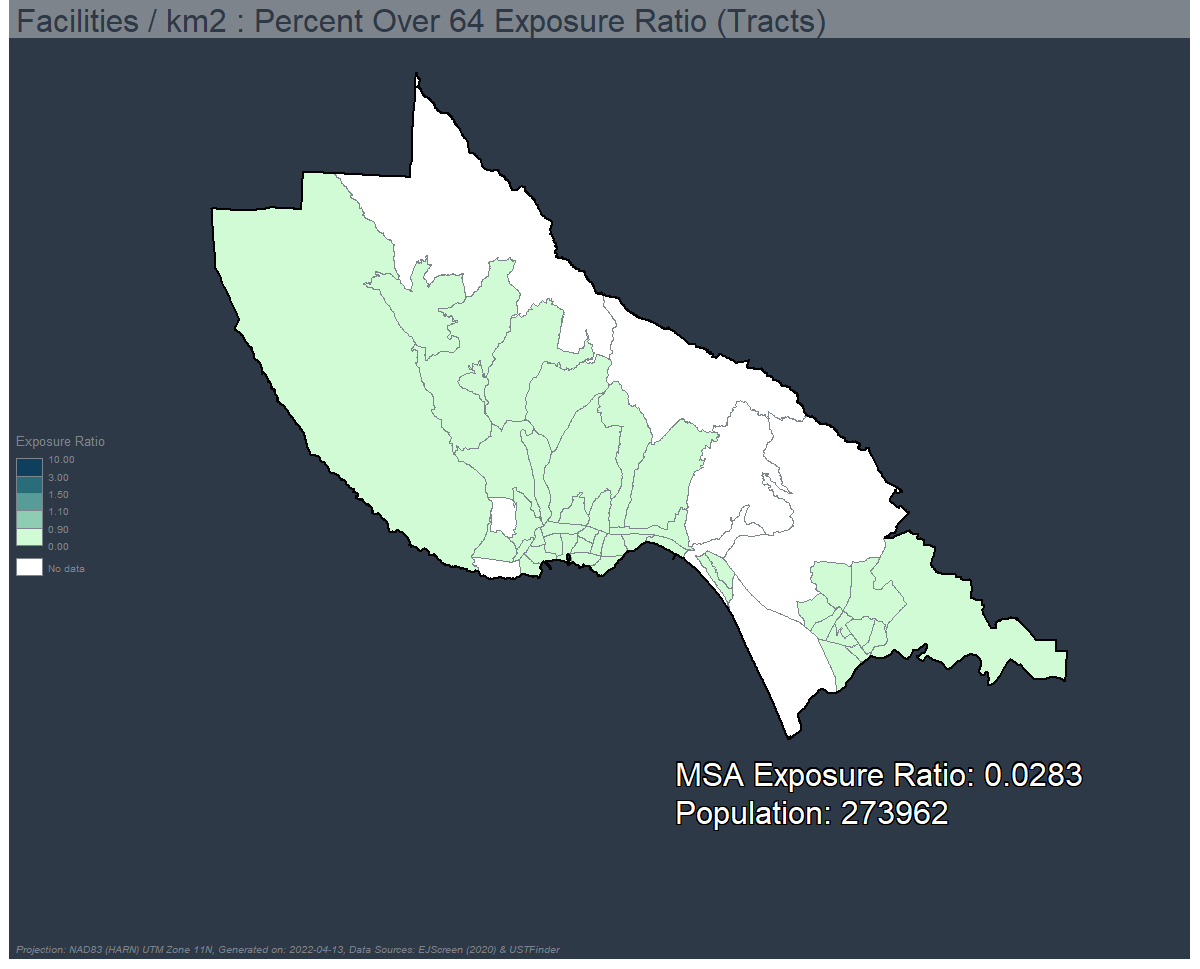 Facilities / km2 : Percent Over 64 Exposure Ratio (Tracts)
Exposure Ratio
10.00
3.00
1.50
1.10
0.90
0.00
No data
MSA Exposure Ratio: 0.0283
Population: 273962
Projection: NAD83 (HARN) UTM Zone 11N, Generated on: 2022-04-13, Data Sources: EJScreen (2020) & USTFinder